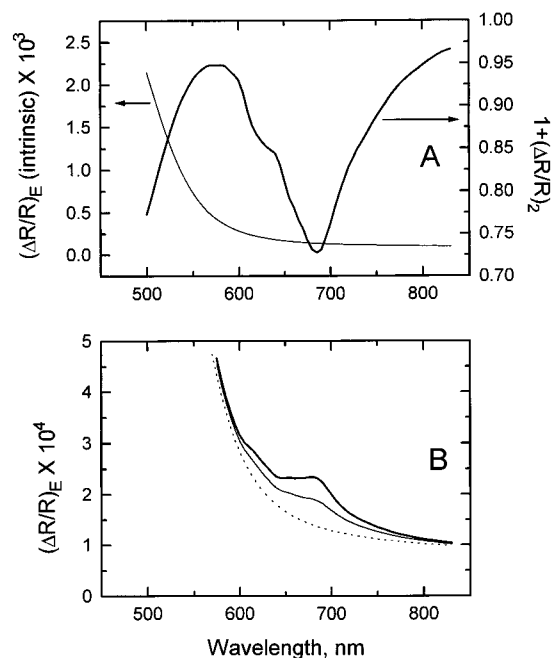 (ΔR/R)E (intrinsic) X 10³
2.5
2.0
1.5
1.0
0.5
0.0
1.00
0.95
0.90
0.85
0.80
0.75
0.70
1+(ΔR/R)2
A
500 600 700 800
(ΔR/R)E X 10⁴
5
4
3
2
1
0
B
500 600 700 800
Wavelength, nm